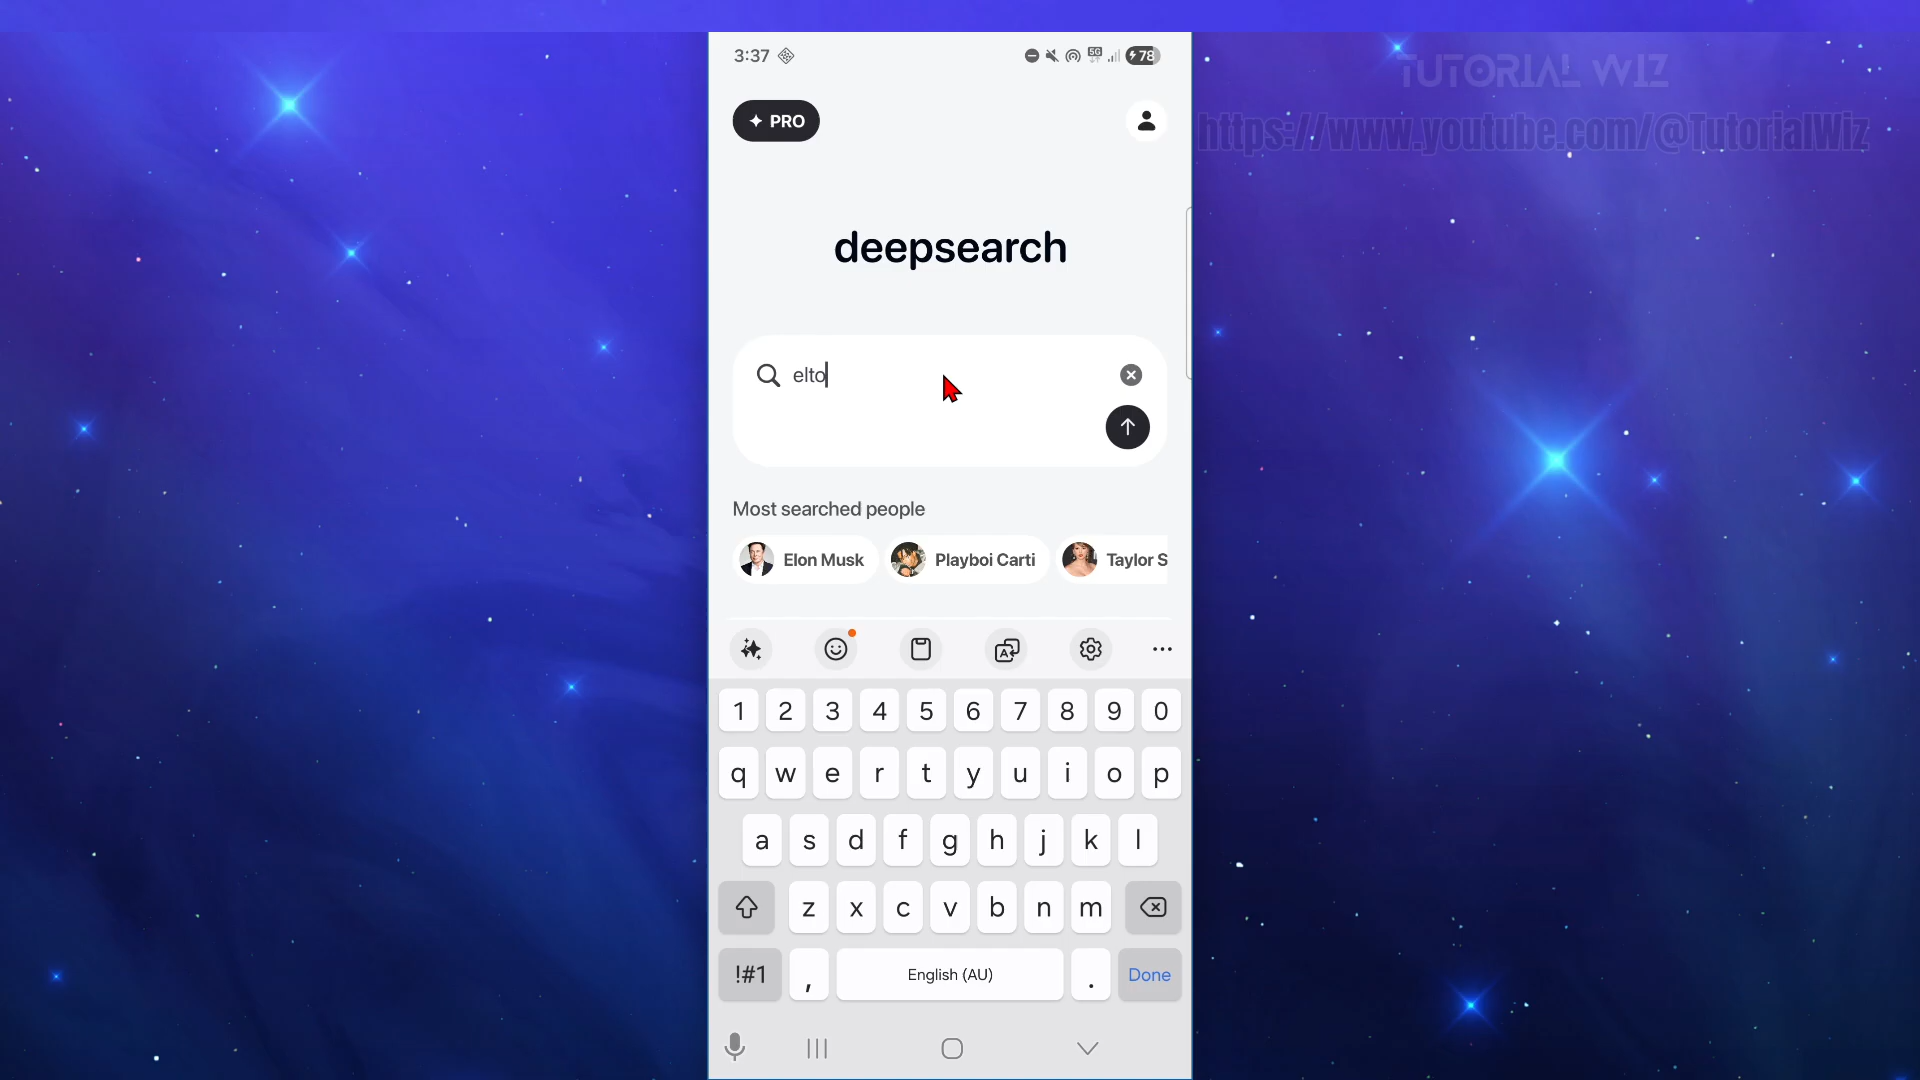 TUTORIAL WIZ
https://www.youtube.com/@TutorialWiz
3:37
5G
78
PRO
deepsearch
elto
Most searched people
Elon Musk
Playboi Carti
Taylor S
1 2 3 4 5 6 7 8 9 0
q w e r t y u i o p
a s d f g h j k l
z x c v b n m
!#1 , English (AU) . Done